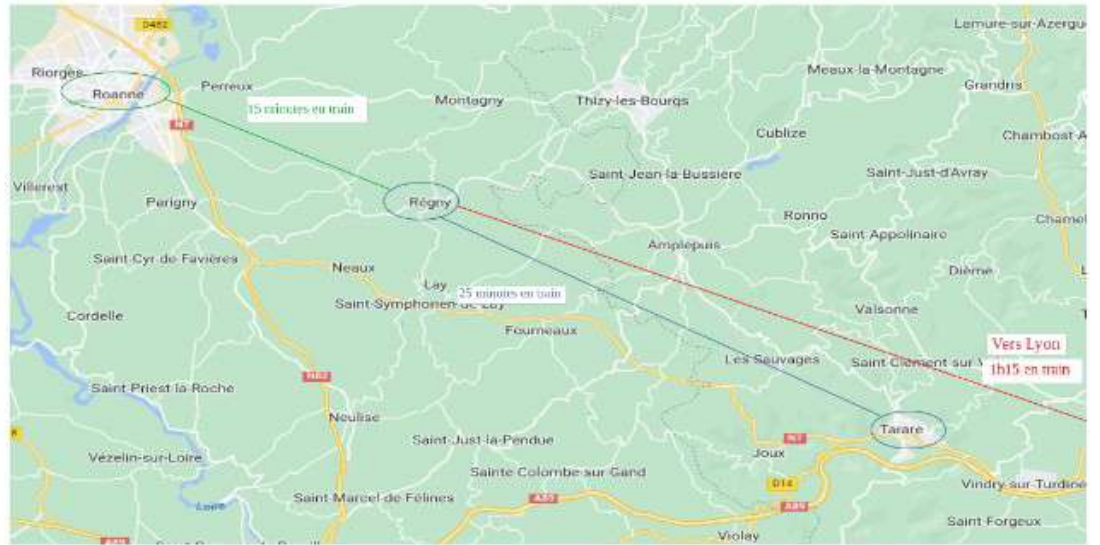 D482
Lamure-sur-Azergu
Riorges
Perreux
Meaux-la-Montagne
Roanne
Grandris
15 minutes en train
Montagny
Thizy-les-Bourgs
N7
Cublize
Chambost-A
Villerest
Saint-Jean-la-Bussière
Saint-Just-d'Avray
Parigny
Régny
Ronno
Chamel
Saint Appolinaire
Amplepuis
Saint-Cyr-de-Favières
Neaux
Diême
Lay
25 minutes en train
Saint-Symphorien-de-Lay
Cordelle
Valsonne
Fourneaux
Vers Lyon
Les Sauvages
Saint-Clément-sur-V
1h15 en train
N82
Saint-Priest-la-Roche
Neulise
Tarare
Saint-Just-la-Pendue
N7
Joux
Vézelin-sur-Loire
Sainte Colombe-sur-Gand
D14
Vindry-sur-Turdine
Saint-Marcel-de-Félines
A89
Loire
A89
Saint-Forgeux
A89
Violay